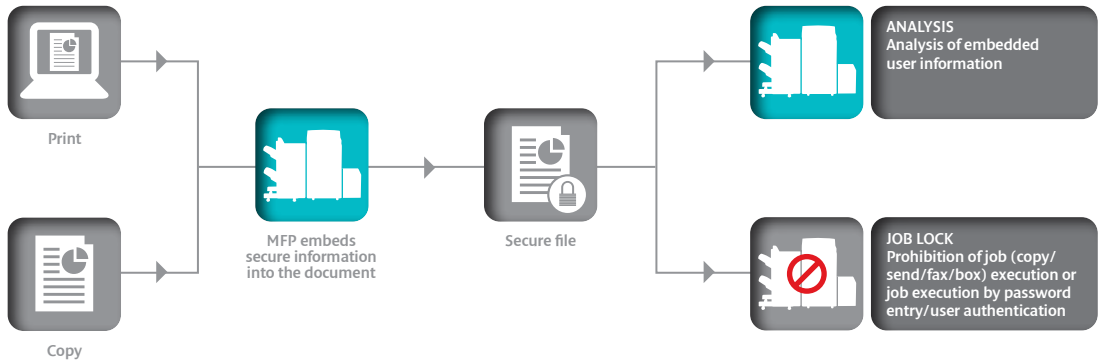 Print
Copy
MFP embeds
secure information
into the document
Secure file
ANALYSIS
Analysis of embedded
user information
JOB LOCK
Prohibition of job (copy/
send/fax/box) execution or
job execution by password
entry/user authentication